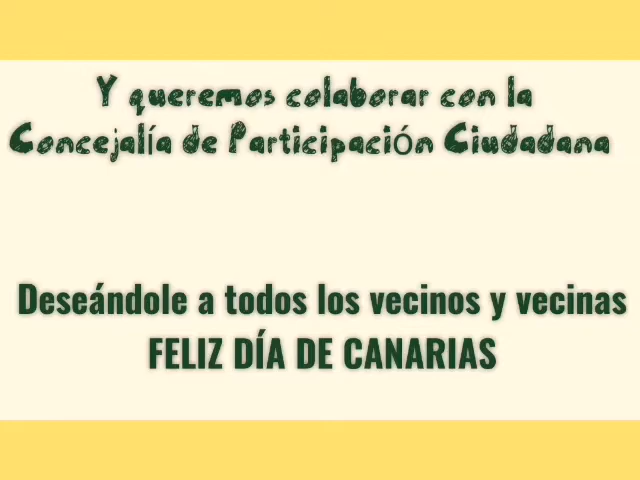 Y queremos colaborar con la
Concejalía de Participación Ciudadana
Deseándole a todos los vecinos y vecinas
FELIZ DÍA DE CANARIAS